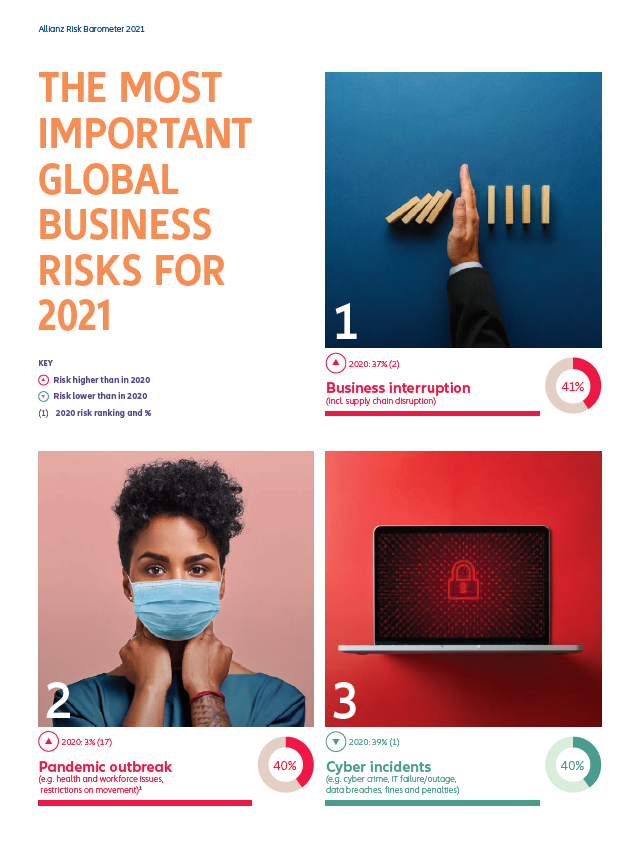 Allianz Risk Barometer 2021
THE MOST
IMPORTANT
GLOBAL
BUSINESS
RISKS FOR
2021
KEY
Risk higher than in 2020
Risk lower than in 2020
(1) 2020 risk ranking and %
1
2020: 37% (2)
Business interruption
(incl. supply chain disruption)
41%
2
2020: 3% (17)
Pandemic outbreak
(e.g. health and workforce issues,
restrictions on movement)¹
40%
3
2020: 39% (1)
Cyber incidents
(e.g. cyber crime, IT failure/outage,
data breaches, fines and penalties)
40%